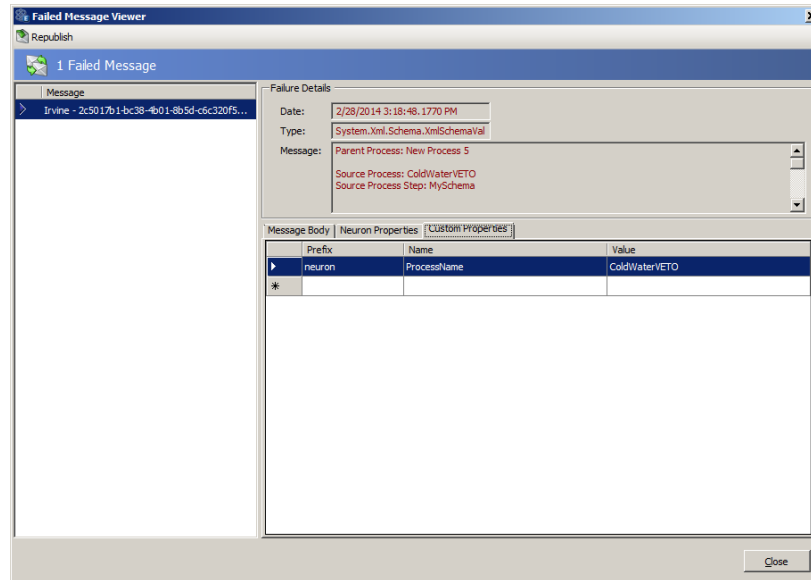 Failed Message Viewer
Republish
1 Failed Message
Message
Irvine - 2c5017b1-bc38-4b01-8b5d-c6c320f5...
Failure Details
Date: 2/28/2014 3:18:48.1770 PM
Type: System.Xml.Schema.XmlSchemaVal
Message: Parent Process: New Process 5
Source Process: ColdWaterVETO
Source Process Step: MySchema
Message Body Neuron Properties Custom Properties
Prefix Name Value
neuron ProcessName ColdWaterVETO
Close